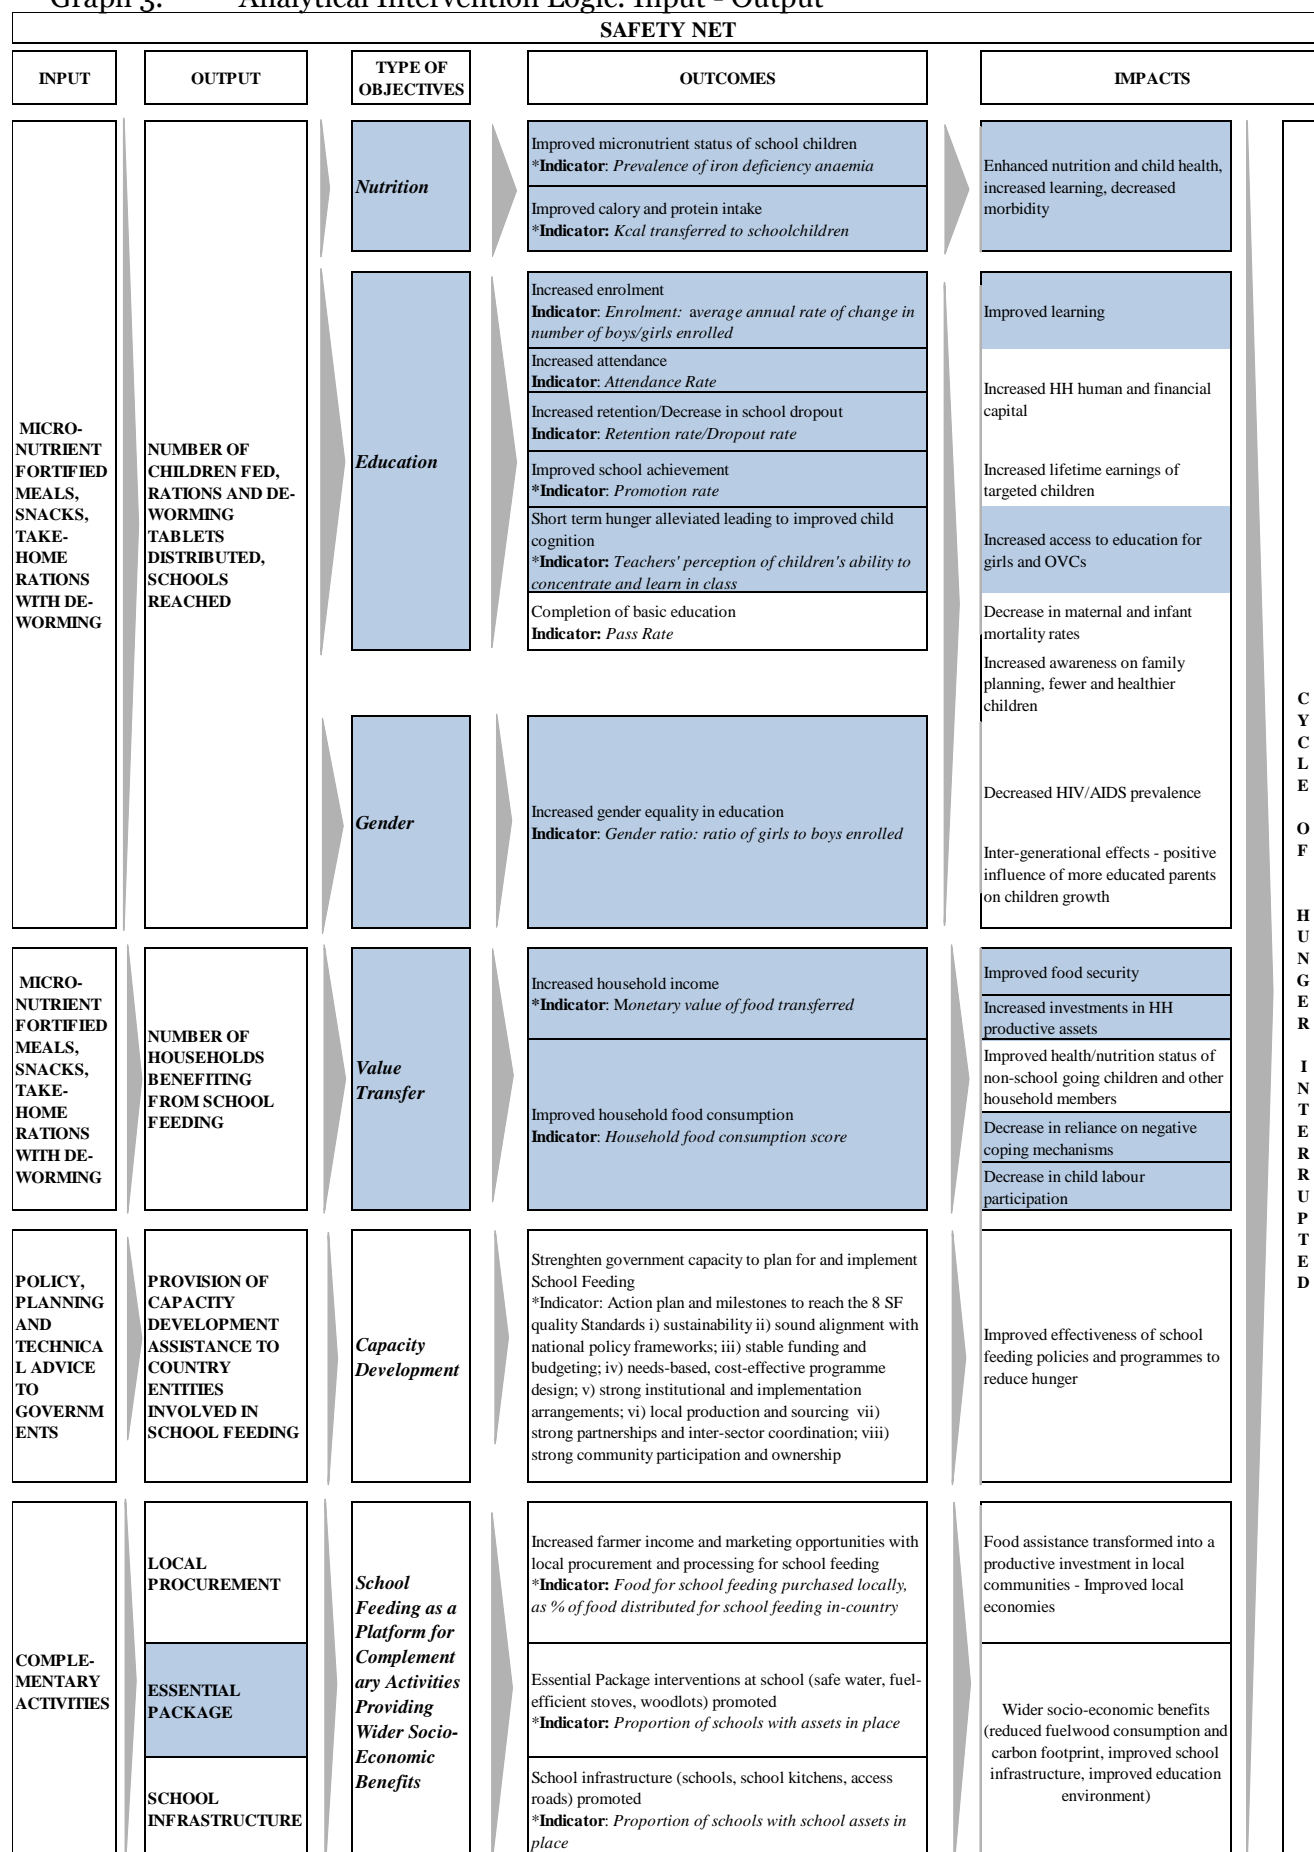 Graph 3: Analytical Intervention Logic: Input - Output
SAFETY NET
INPUT
OUTPUT
TYPE OF
OBJECTIVES
OUTCOMES
IMPACTS
MICRO-
NUTRIENT
FORTIFIED
MEALS,
SNACKS,
TAKE-
HOME
RATIONS
WITH DE-
WORMING
NUMBER OF
CHILDREN FED,
RATIONS AND DE-
WORMING
TABLETS
DISTRIBUTED,
SCHOOLS
REACHED
Nutrition
Improved micronutrient status of school children
*Indicator: Prevalence of iron deficiency anaemia
Improved calory and protein intake
*Indicator: Kcal transferred to schoolchildren
Enhanced nutrition and child health,
increased learning, decreased
morbidity
Education
Increased enrolment
Indicator: Enrolment: average annual rate of change in
number of boys/girls enrolled
Increased attendance
Indicator: Attendance Rate
Increased retention/Decrease in school dropout
Indicator: Retention rate/Dropout rate
Improved school achievement
*Indicator: Promotion rate
Short term hunger alleviated leading to improved child
cognition
*Indicator: Teachers' perception of children's ability to
concentrate and learn in class
Completion of basic education
Indicator: Pass Rate
Improved learning
Increased HH human and financial
capital
Increased lifetime earnings of
targeted children
Increased access to education for
girls and OVCs
Decrease in maternal and infant
mortality rates
Increased awareness on family
planning, fewer and healthier
children
Decreased HIV/AIDS prevalence
Inter-generational effects - positive
influence of more educated parents
on children growth
Gender
Increased gender equality in education
Indicator: Gender ratio: ratio of girls to boys enrolled
MICRO-
NUTRIENT
FORTIFIED
MEALS,
SNACKS,
TAKE-
HOME
RATIONS
WITH DE-
WORMING
NUMBER OF
HOUSEHOLDS
BENEFITING
FROM SCHOOL
FEEDING
Value
Transfer
Increased household income
*Indicator: Monetary value of food transferred
Improved household food consumption
Indicator: Household food consumption score
Improved food security
Increased investments in HH
productive assets
Improved health/nutrition status of
non-school going children and other
household members
Decrease in reliance on negative
coping mechanisms
Decrease in child labour
participation
POLICY,
PLANNING
AND
TECHNICA
L ADVICE
TO
GOVERNM
ENTS
PROVISION OF
CAPACITY
DEVELOPMENT
ASSISTANCE TO
COUNTRY
ENTITIES
INVOLVED IN
SCHOOL FEEDING
Capacity
Development
Strenghten government capacity to plan for and implement
School Feeding
*Indicator: Action plan and milestones to reach the 8 SF
quality Standards i) sustainability ii) sound alignment with
national policy frameworks; iii) stable funding and
budgeting; iv) needs-based, cost-effective programme
design; v) strong institutional and implementation
arrangements; vi) local production and sourcing vii)
strong partnerships and inter-sector coordination; viii)
strong community participation and ownership
Improved effectiveness of school
feeding policies and programmes to
reduce hunger
COMPLE-
MENTARY
ACTIVITIES
LOCAL
PROCUREMENT
ESSENTIAL
PACKAGE
SCHOOL
INFRASTRUCTURE
School
Feeding as a
Platform for
Complement
ary Activities
Providing
Wider Socio-
Economic
Benefits
Increased farmer income and marketing opportunities with
local procurement and processing for school feeding
*Indicator: Food for school feeding purchased locally,
as % of food distributed for school feeding in-country
Essential Package interventions at school (safe water, fuel-
efficient stoves, woodlots) promoted
*Indicator: Proportion of schools with assets in place
School infrastructure (schools, school kitchens, access
roads) promoted
*Indicator: Proportion of schools with school assets in
place
Food assistance transformed into a
productive investment in local
communities - Improved local
economies
Wider socio-economic benefits
(reduced fuelwood consumption and
carbon footprint, improved school
infrastructure, improved education
environment)
CYCLE OF HUNGER INTERRUPTED